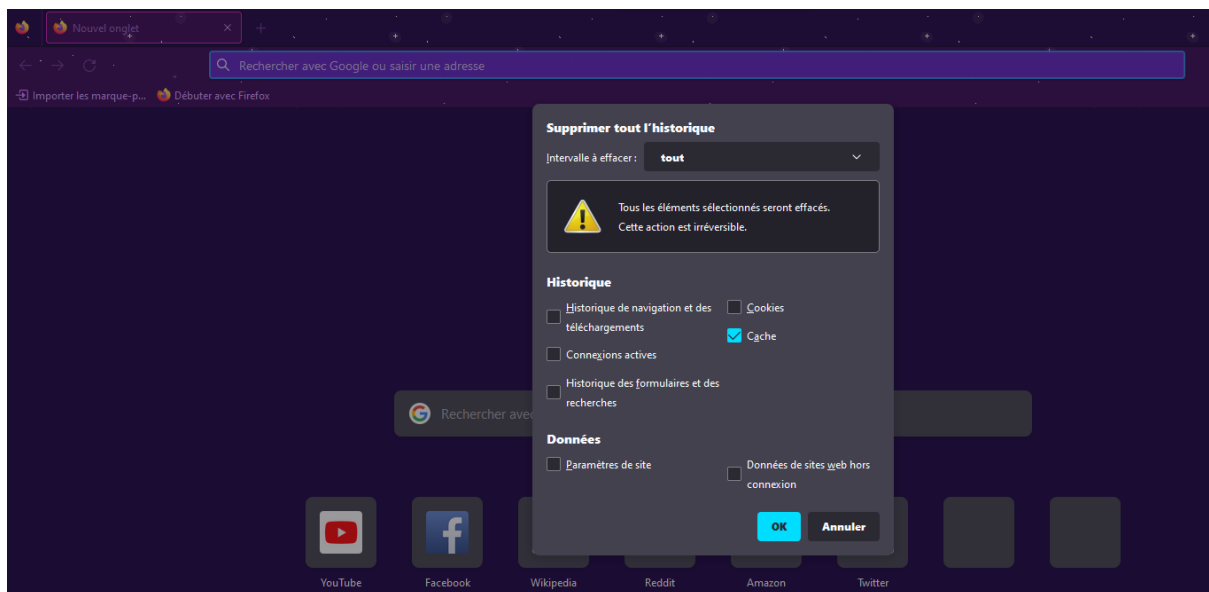 Nouvel onglet
Rechercher avec Google ou saisir une adresse
Importer les marque-p... Débuter avec Firefox
Supprimer tout l'historique
Intervalle à effacer : tout
Tous les éléments sélectionnés seront effacés.
Cette action est irréversible.
Historique
Historique de navigation et des
téléchargements
Cookies
Cache
Connexions actives
Historique des formulaires et des
recherches
Rechercher avec
Données
Paramètres de site
Données de sites web hors
connexion
OK Annuler
YouTube Facebook Wikipedia Reddit Amazon Twitter